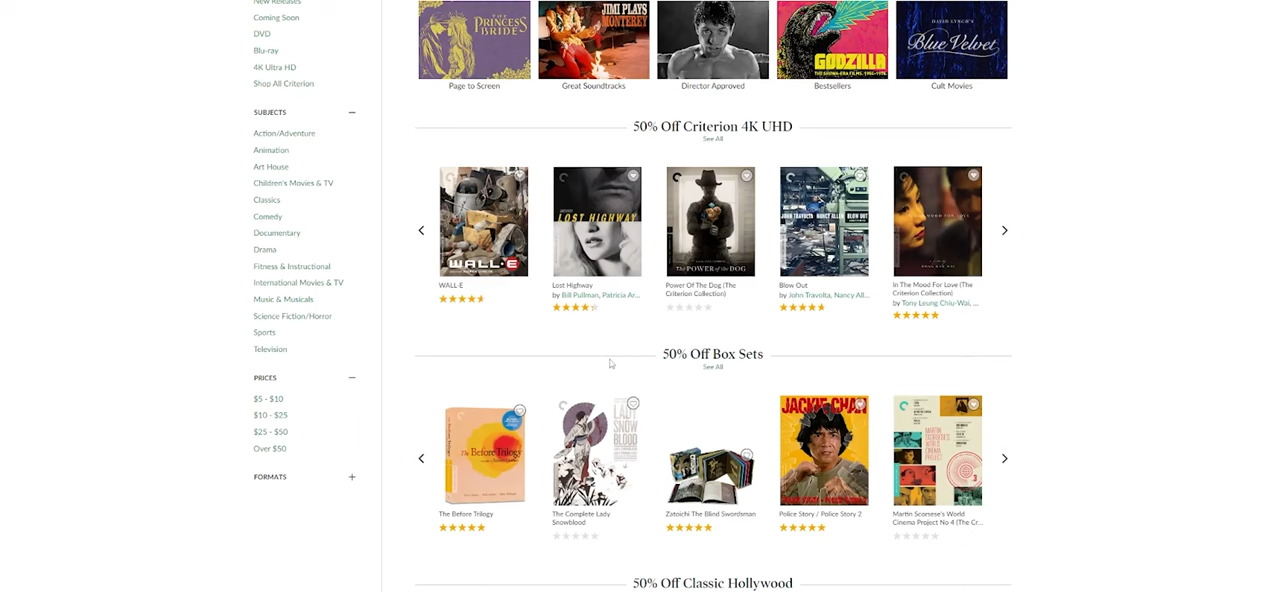 New Releases
Coming Soon
DVD
Blu-ray
4K Ultra HD
Shop All Criterion
SUBJECTS
Action/Adventure
Animation
Art House
Children's Movies & TV
Classics
Comedy
Documentary
Drama
Fitness & Instructional
International Movies & TV
Music & Musicals
Science Fiction/Horror
Sports
Television
PRICES
$5 - $10
$10 - $25
$25 - $50
Over $50
FORMATS
THE
PRINCESS
BRIDE
JIMI PLAYS
MONTEREY
GODZILLA
THE SHOWA-ERA FILMS, 1954-1975
DAVID LYNCH'S
Blue Velvet
Page to Screen
Great Soundtracks
Director Approved
Bestsellers
Cult Movies
50% Off Criterion 4K UHD
See All
WALL·E
LOST HIGHWAY
The POWER of the DOG
JOHN TRAVOLTA NANCY ALLEN BLOW OUT
IN THE MOOD FOR LOVE
WALL-E
Lost Highway
by Bill Pullman, Patricia Ar...
Power Of The Dog (The
Criterion Collection)
Blow Out
by John Travolta, Nancy All...
In The Mood For Love (The
Criterion Collection)
by Tony Leung Chiu-Wai, ...
50% Off Box Sets
See All
The Before Trilogy
LADY
SNOW
BLOOD
JACKIE CHAN
MARTIN
SCORSESE'S
WORLD
CINEMA
PROJECT
The Before Trilogy
The Complete Lady
Snowblood
Zatoichi The Blind Swordsman
Police Story / Police Story 2
Martin Scorsese's World
Cinema Project No 4 (The Cr...
50% Off Classic Hollywood